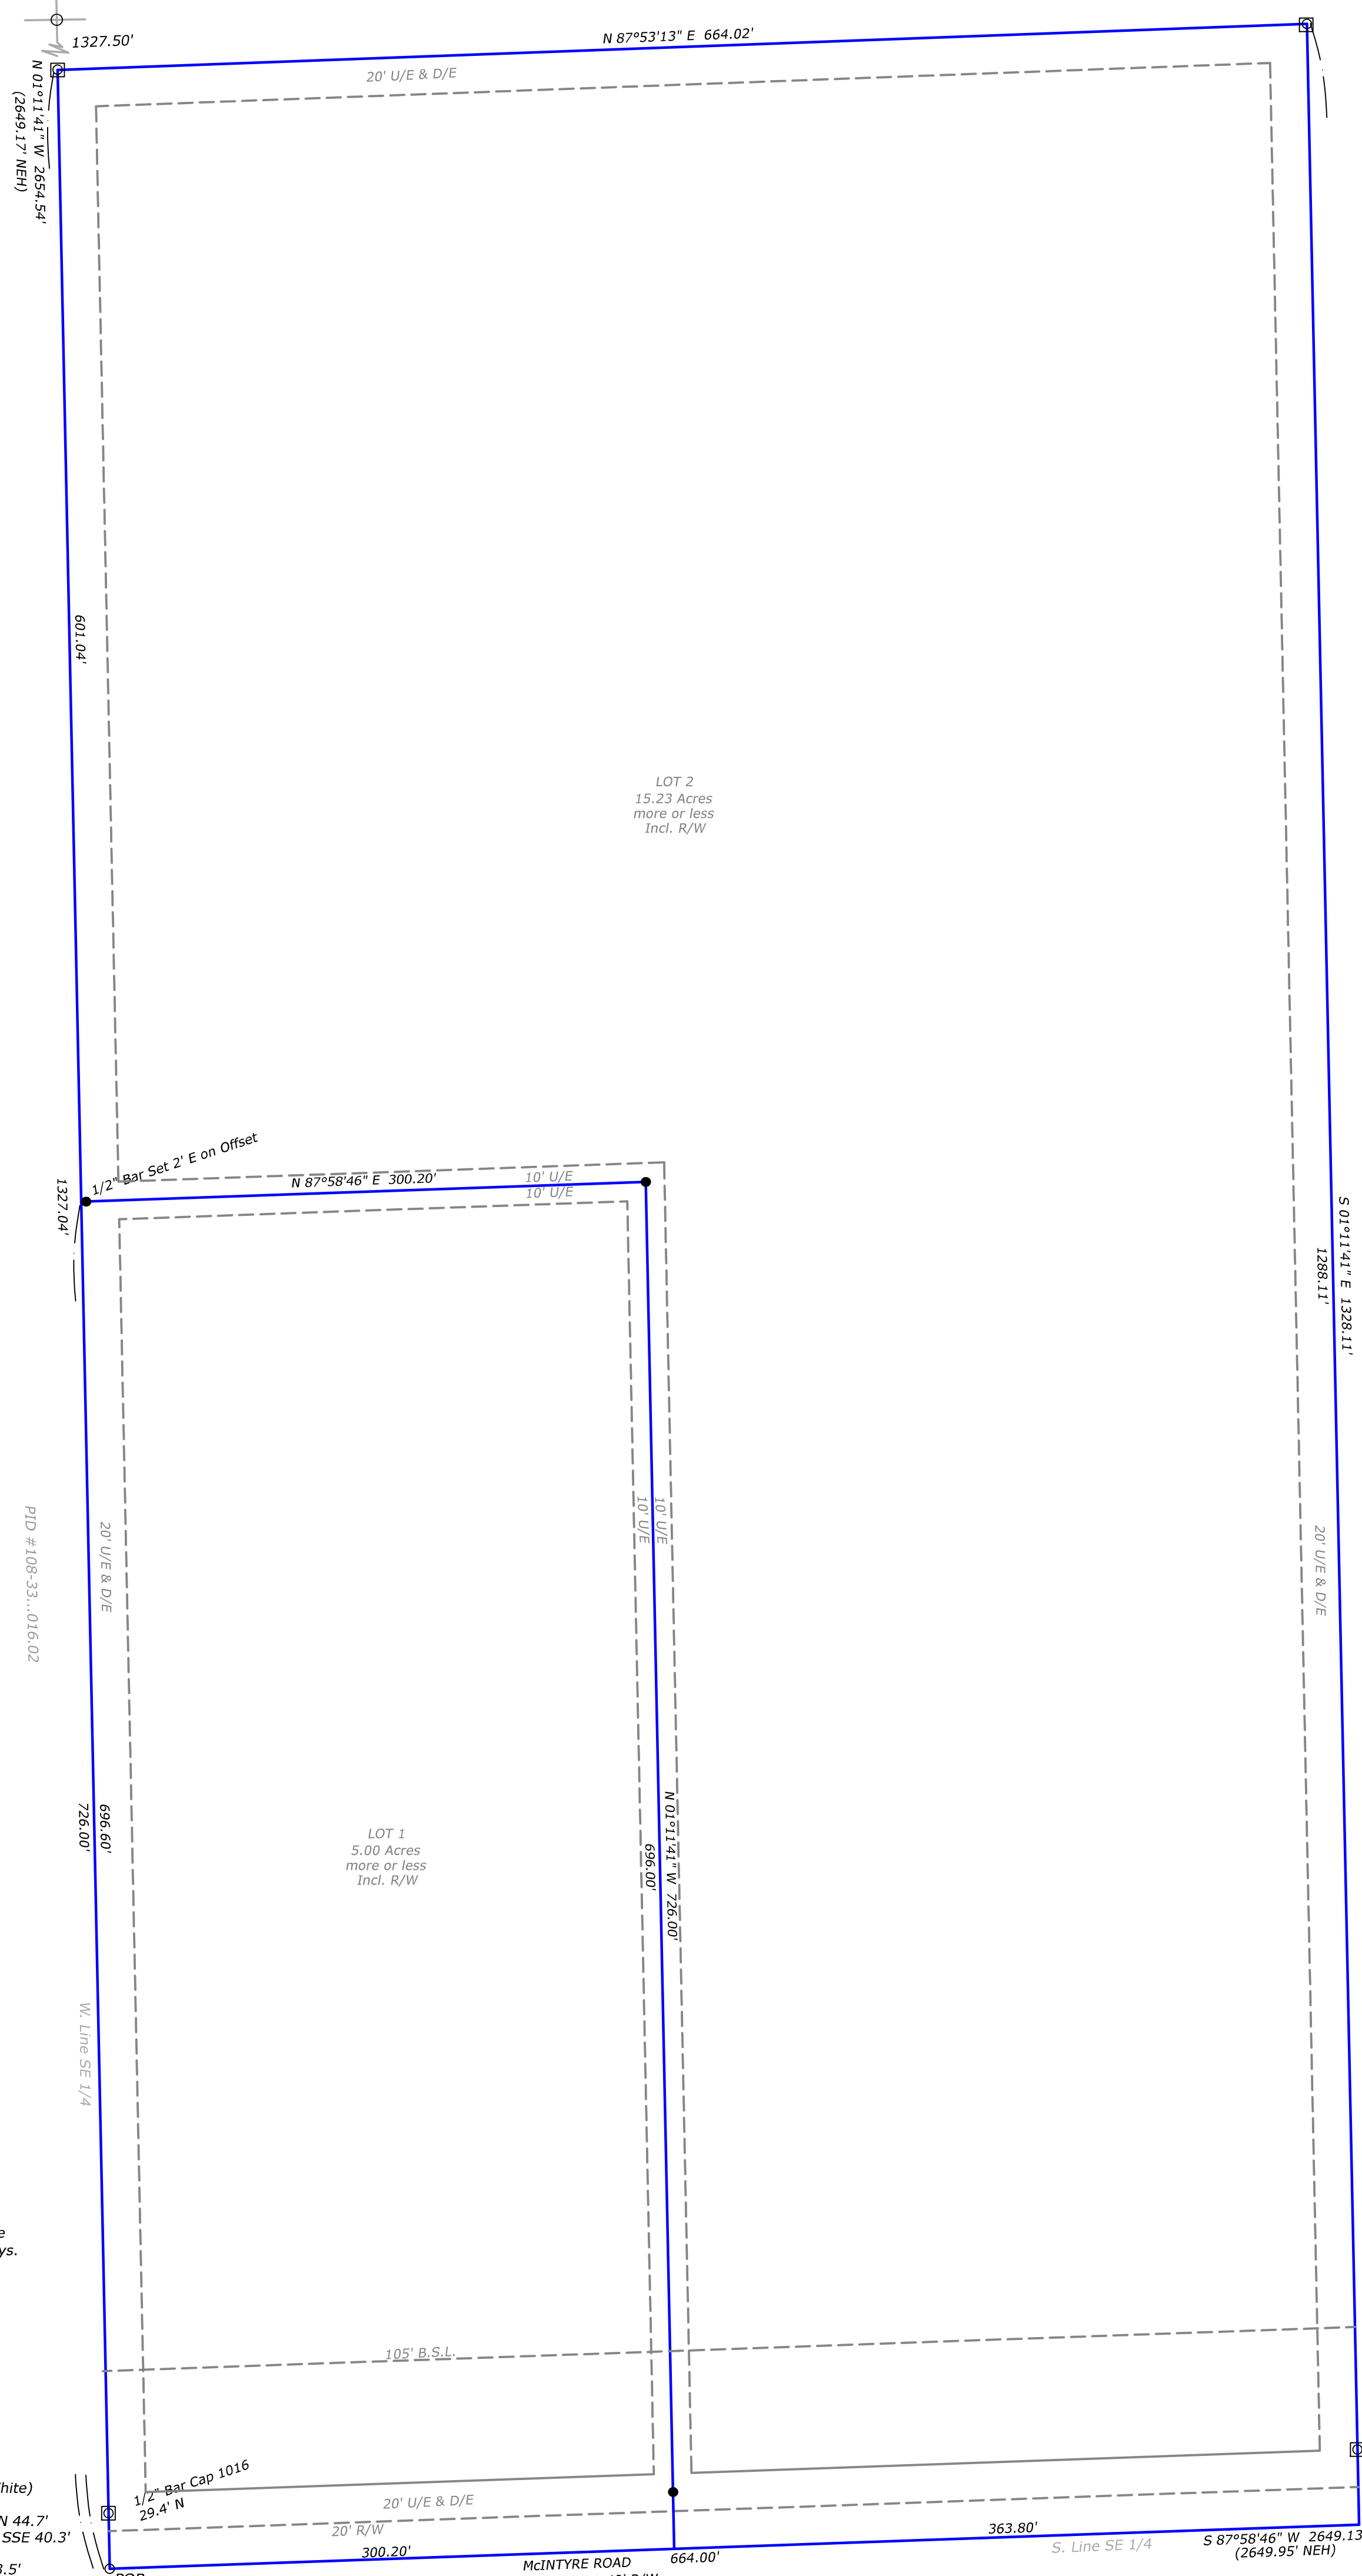 1327.50'
N 87°53'13" E 664.02'
20' U/E & D/E
N 01°11'41" W 2654.54'
(2649.17' NEH)
601.04'
LOT 2
15.23 Acres
more or less
Incl. R/W
1/2" Bar Set 2' E on Offset
N 87°58'46" E 300.20'
10' U/E
10' U/E
1327.04'
S 01°11'41" E 1328.11'
1288.11'
10' U/E
10' U/E
20' U/E & D/E
20' U/E & D/E
PID #108-33...016.02
696.60'
726.00'
LOT 1
5.00 Acres
more or less
Incl. R/W
N 01°11'41" W 726.00'
696.00'
W. Line SE 1/4
ys.
105' B.S.L.
1/2" Bar Cap 1016
29.4' N
hite)
N 44.7'
SSE 40.3'
20' U/E & D/E
20' R/W
300.20'
McINTYRE ROAD
664.00'
363.80'
S. Line SE 1/4
S 87°58'46" W 2649.13
(2649.95' NEH)